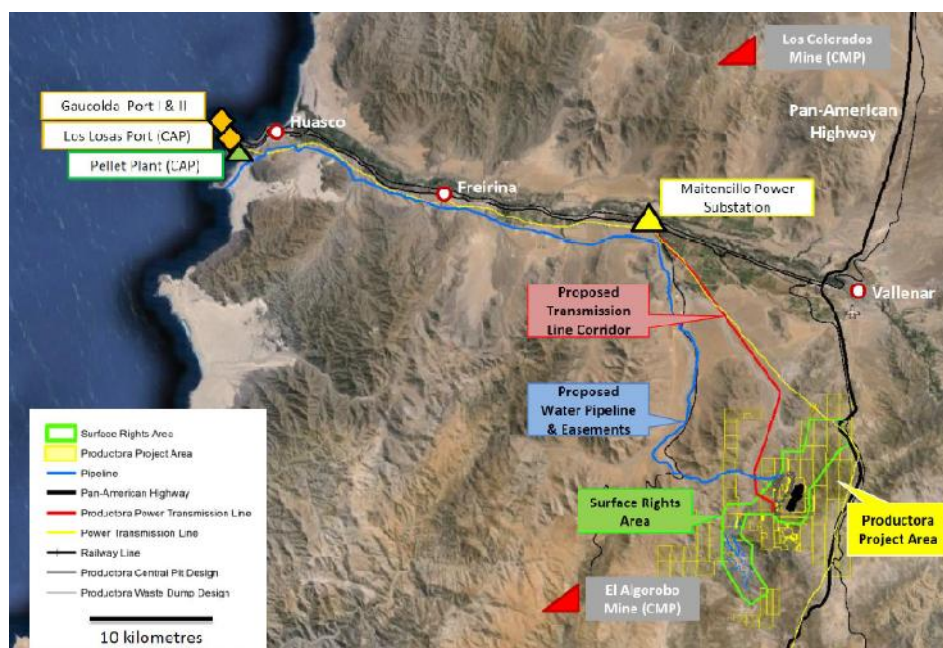 Los Colorados
Mine (CMP)
Pan-American
Highway
Gaucolda Port I & II
Los Losas Port (CAP)
Pellet Plant (CAP)
Huasco
Freirina
Maitencillo Power
Substation
Vallenar
Proposed
Transmission
Line Corridor
Proposed
Water Pipeline
& Easements
Surface Rights
Area
Productora
Project Area
El Algorobo
Mine (CMP)
Surface Rights Area
Productora Project Area
Pipeline
Pan-American Highway
Productora Power Transmission Line
Power Transmission Line
Railway Line
Productora Central Pit Design
Productora Waste Dump Design
10 kilometres